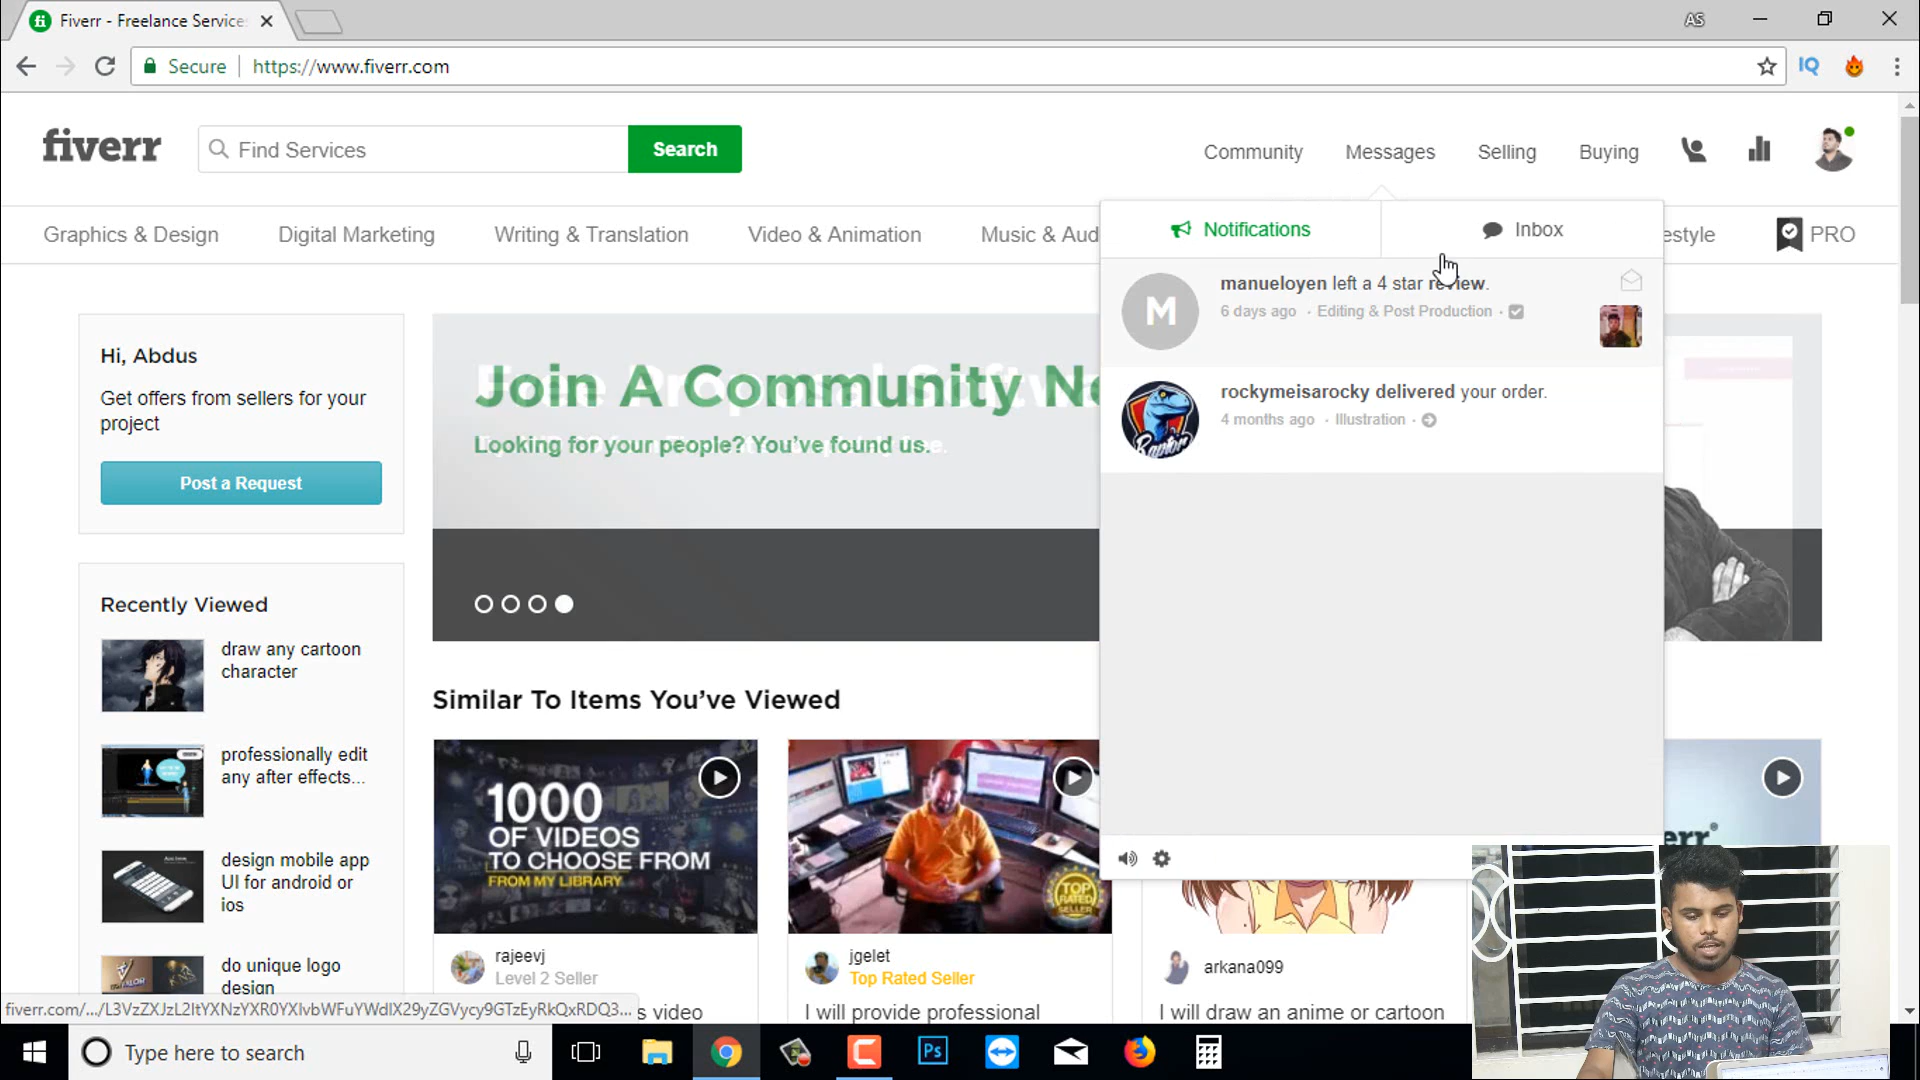 Fiverr - Freelance Service
AS
Secure
https://www.fiverr.com
IQ
fiverr
Find Services
Search
Community
Messages
Selling
Buying
Graphics & Design
Digital Marketing
Writing & Translation
Video & Animation
Music & Aud
estyle
PRO
Notifications
Inbox
manueloyen left a 4 star review.
6 days ago · Editing & Post Production ·
M
rockymeisarocky delivered your order.
4 months ago · Illustration ·
Raptor
Hi, Abdus
Get offers from sellers for your
project
Post a Request
Join A Community Ne
Looking for your people? You've found us.
Recently Viewed
draw any cartoon
character
professionally edit
any after effects...
design mobile app
UI for android or
ios
do unique logo
design
Similar To Items You've Viewed
1000
OF VIDEOS
TO CHOOSE FROM
FROM MY LIBRARY
TOP
RATED
SELLER
rajeevj
Level 2 Seller
s video
jgelet
Top Rated Seller
I will provide professional
arkana099
I will draw an anime or cartoon
Type here to search
Ps